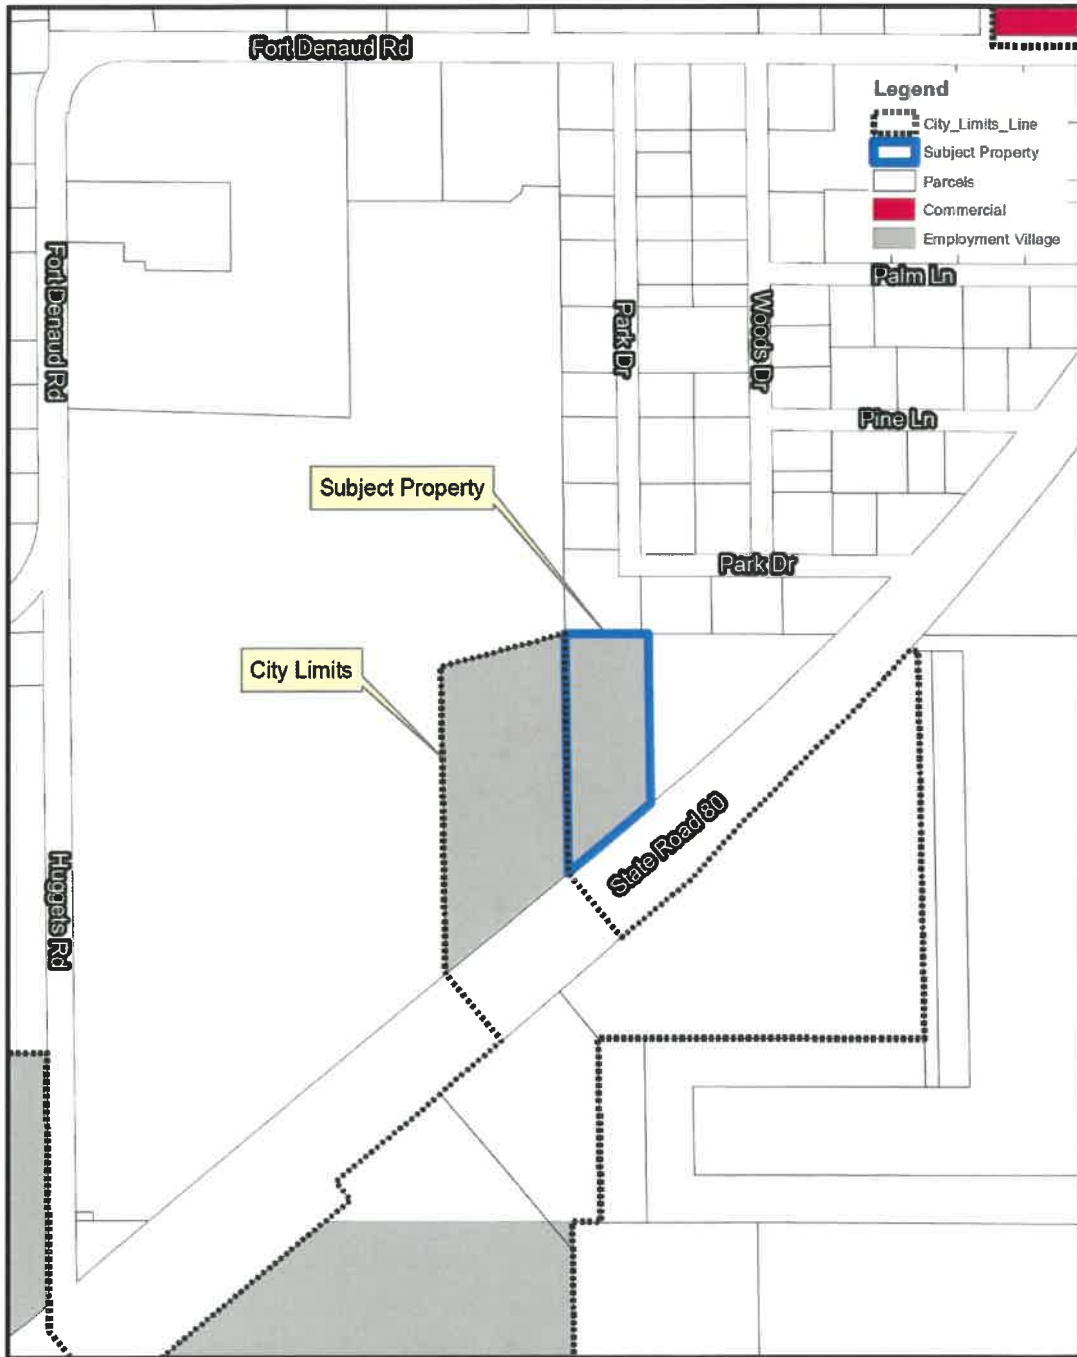 Fort Denaud Rd
Legend
City_Limits_Line
Subject Property
Parcels
Commercial
Employment Village
Fort Denaud Rd
Palm Ln
Park Dr
Woods Dr
Pine Ln
Subject Property
Park Dr
City Limits
State Road 80
Huggets Rd